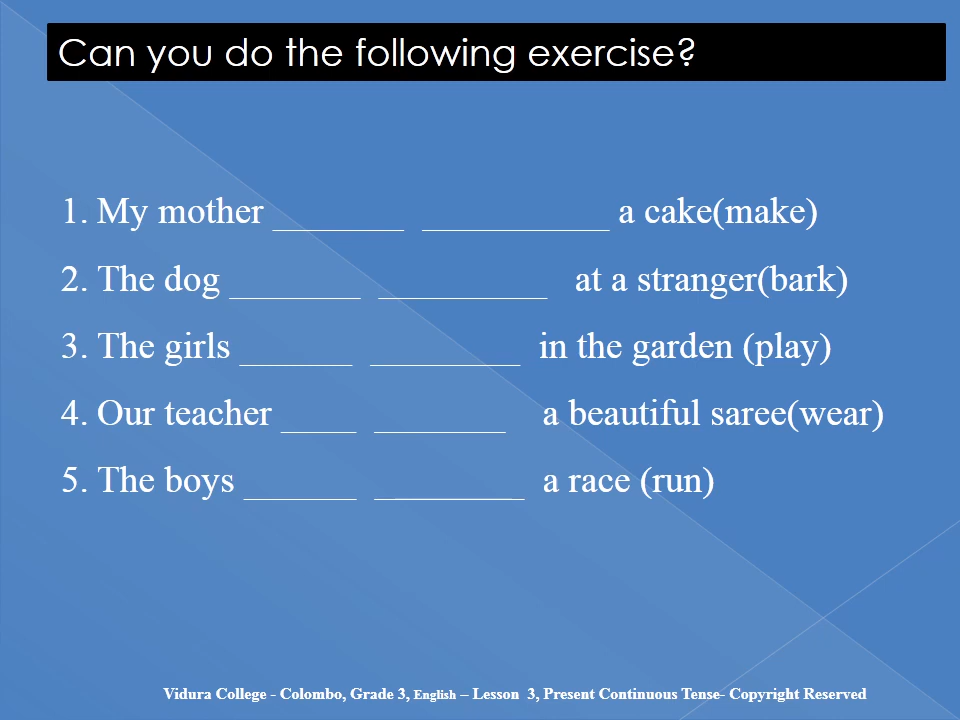 Can you do the following exercise?
1. My mother _______ __________ a cake(make)
2. The dog _______ _________ at a stranger(bark)
3. The girls ______ ________ in the garden (play)
4. Our teacher ____ _______ a beautiful saree(wear)
5. The boys ______ ________ a race (run)
Vidura College - Colombo, Grade 3, English – Lesson 3, Present Continuous Tense- Copyright Reserved